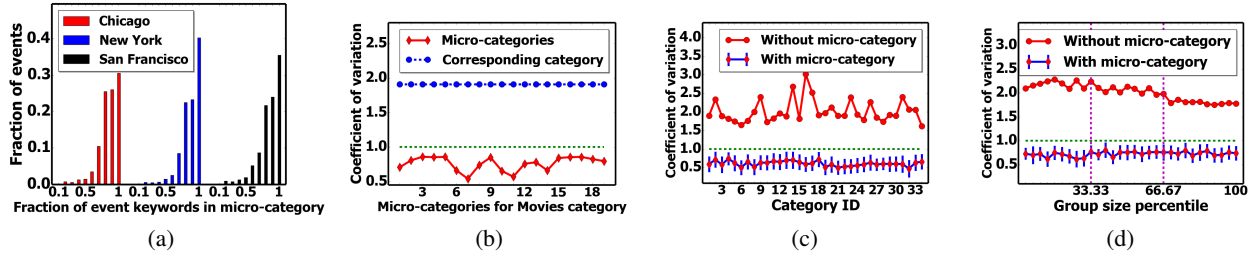 Fraction of events
0.4
0.3
0.2
0.1
0.0
Chicago
New York
San Francisco
0.1 0.5 1 0.1 0.5 1 0.1 0.5 1
Fraction of event keywords in micro-category
(a)
Coefficient of variation
2.5
2.0
1.5
1.0
0.5
Micro-categories
Corresponding category
3 6 9 12 15 18
Micro-categories for Movies category
(b)
Coefficient of variation
4.0
3.5
3.0
2.5
2.0
1.5
1.0
0.5
Without micro-category
With micro-category
3 6 9 12 15 18 21 24 27 30 33
Category ID
(c)
Coefficient of variation
3.0
2.5
2.0
1.5
1.0
0.5
Without micro-category
With micro-category
33.33 66.67 100
Group size percentile
(d)